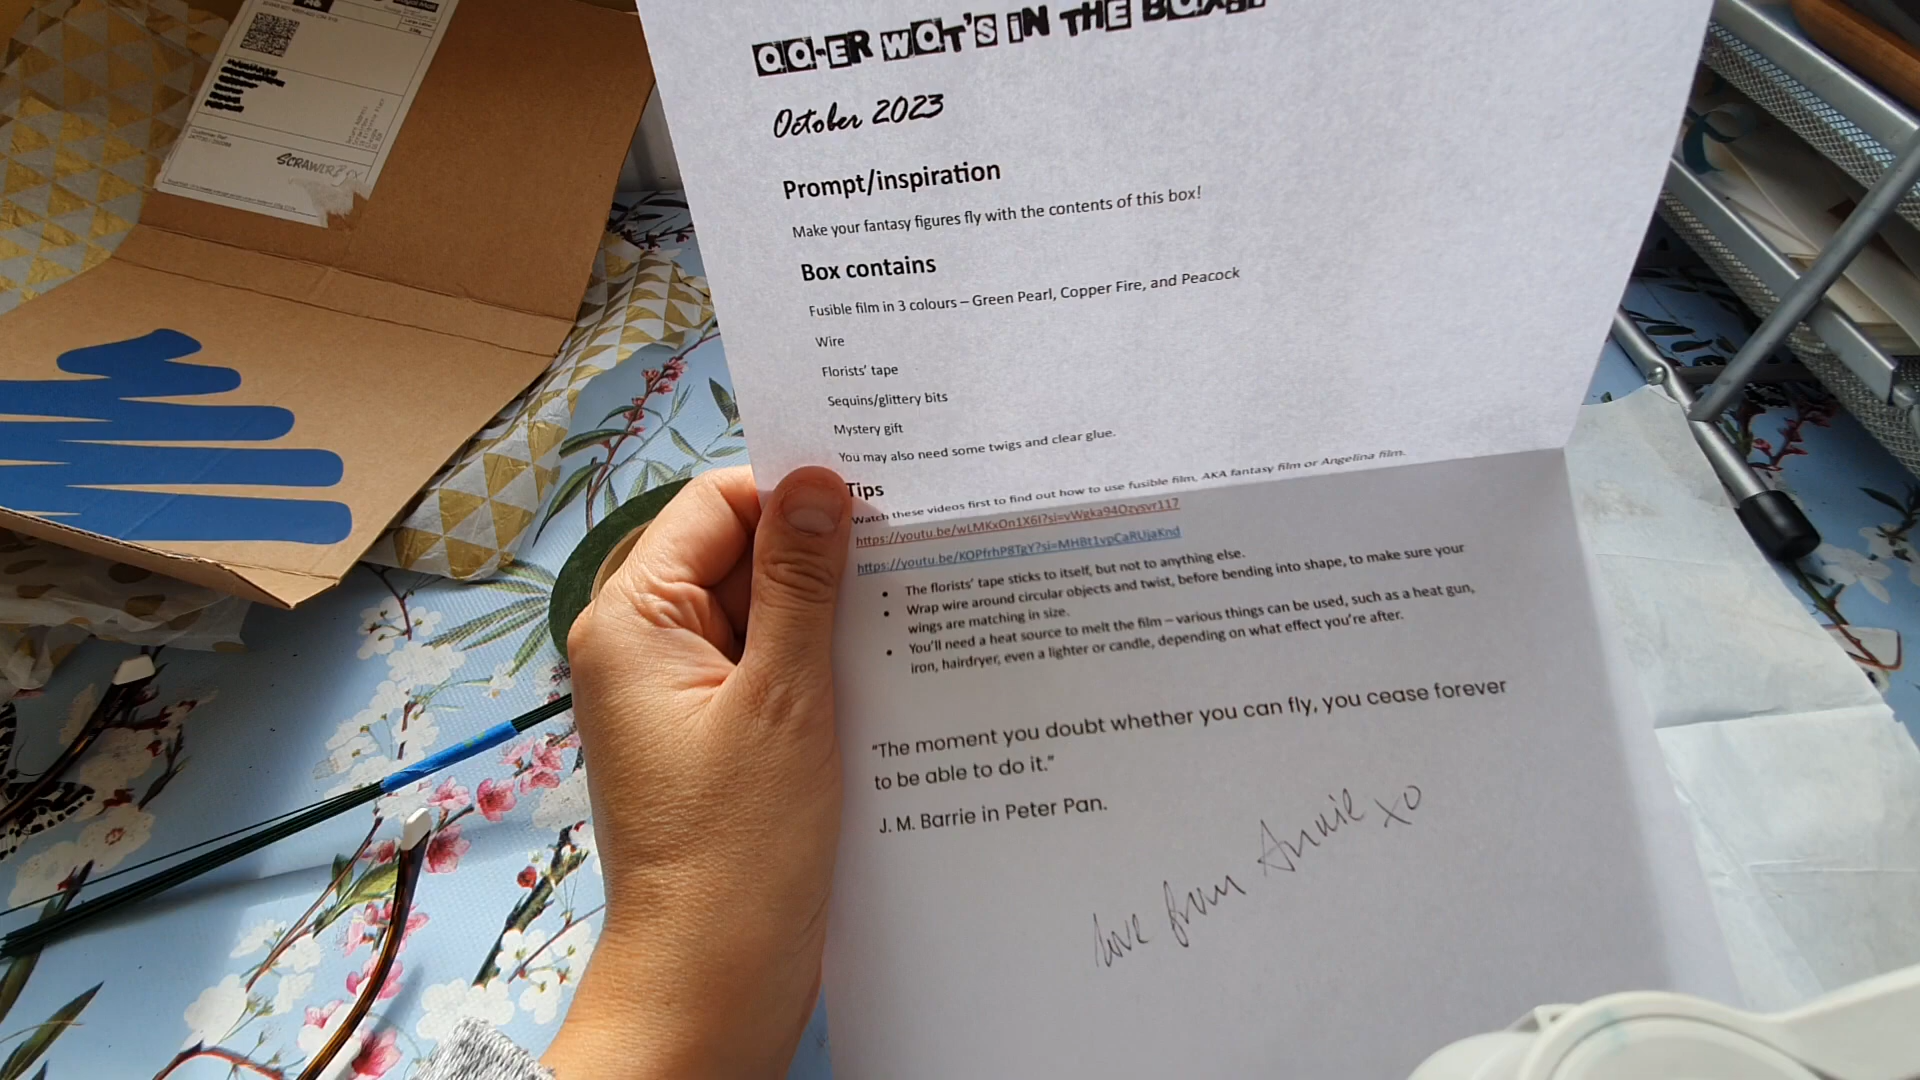 SCRAWLRBOX
QQ-ER WQT'S IN THE BOX
October 2023
Prompt/inspiration
Make your fantasy figures fly with the contents of this box!
Box contains
Fusible film in 3 colours – Green Pearl, Copper Fire, and Peacock
Wire
Florists' tape
Sequins/glittery bits
Mystery gift
You may also need some twigs and clear glue.
Tips
Watch these videos first to find out how to use fusible film, AKA fantasy film or Angelina film.
• The florists' tape sticks to itself, but not to anything else.
• Wrap wire around circular objects and twist, before bending into shape, to make sure your
wings are matching in size.
• You'll need a heat source to melt the film – various things can be used, such as a heat gun,
iron, hairdryer, even a lighter or candle, depending on what effect you're after.
"The moment you doubt whether you can fly, you cease forever
to be able to do it."
J. M. Barrie in Peter Pan.
love from Annie xo